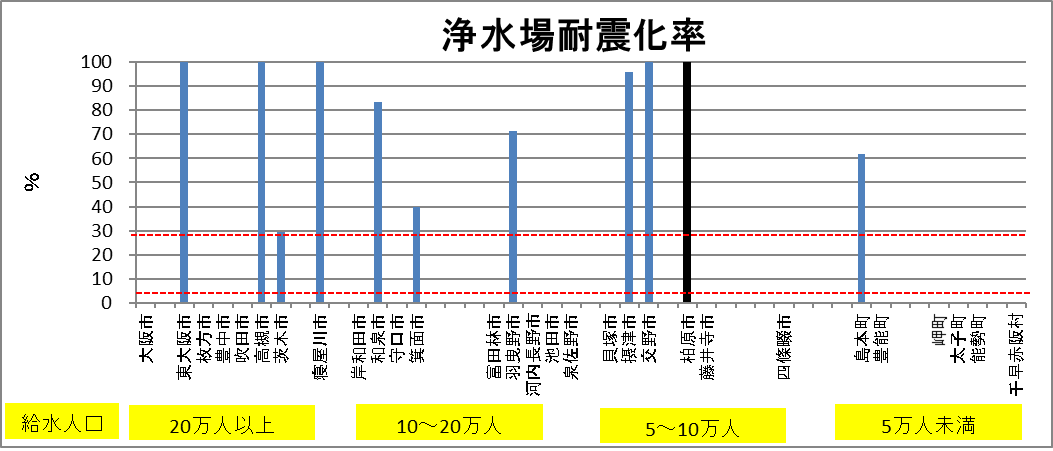 浄水場耐震化率
100
90
80
70
60
50
40
30
20
10
0
%
大阪市
東大阪市
枚方市
豊中市
吹田市
高槻市
茨木市
寝屋川市
岸和田市
和泉市
守口市
箕面市
富田林市
羽曳野市
河内長野市
池田市
泉佐野市
貝塚市
摂津市
交野市
柏原市
藤井寺市
四條畷市
島本町
豊能町
岬町
太子町
能勢町
千早赤阪村
給水人口
20万人以上
10～20万人
5～10万人
5万人未満